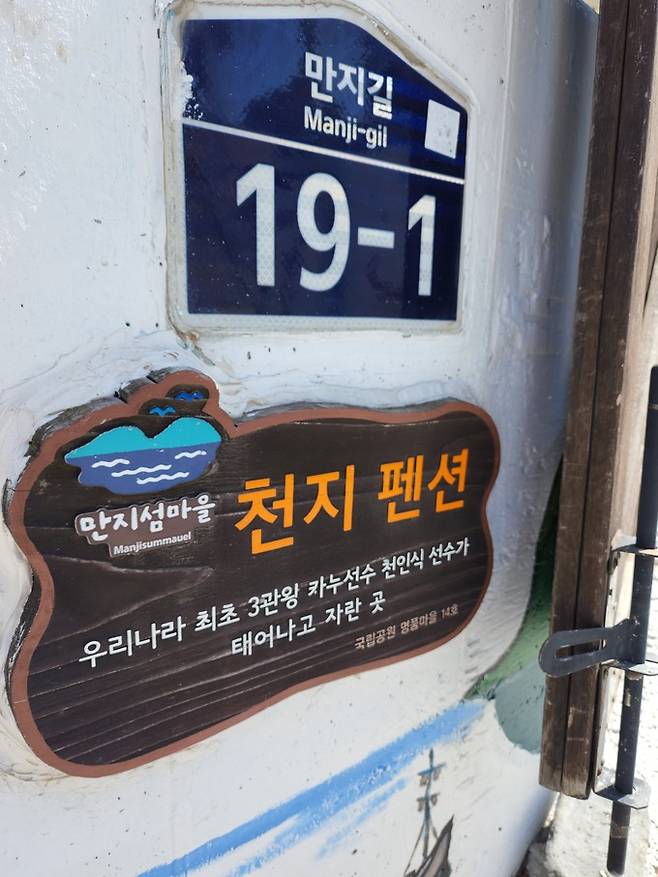 만지길
Manji-gil
19-1
만지섬마을
Manjisummauel
천지 펜션
우리나라 최초 3관왕 카누선수 천인식 선수가
태어나고 자란 곳
국립공원 명품마을 14호